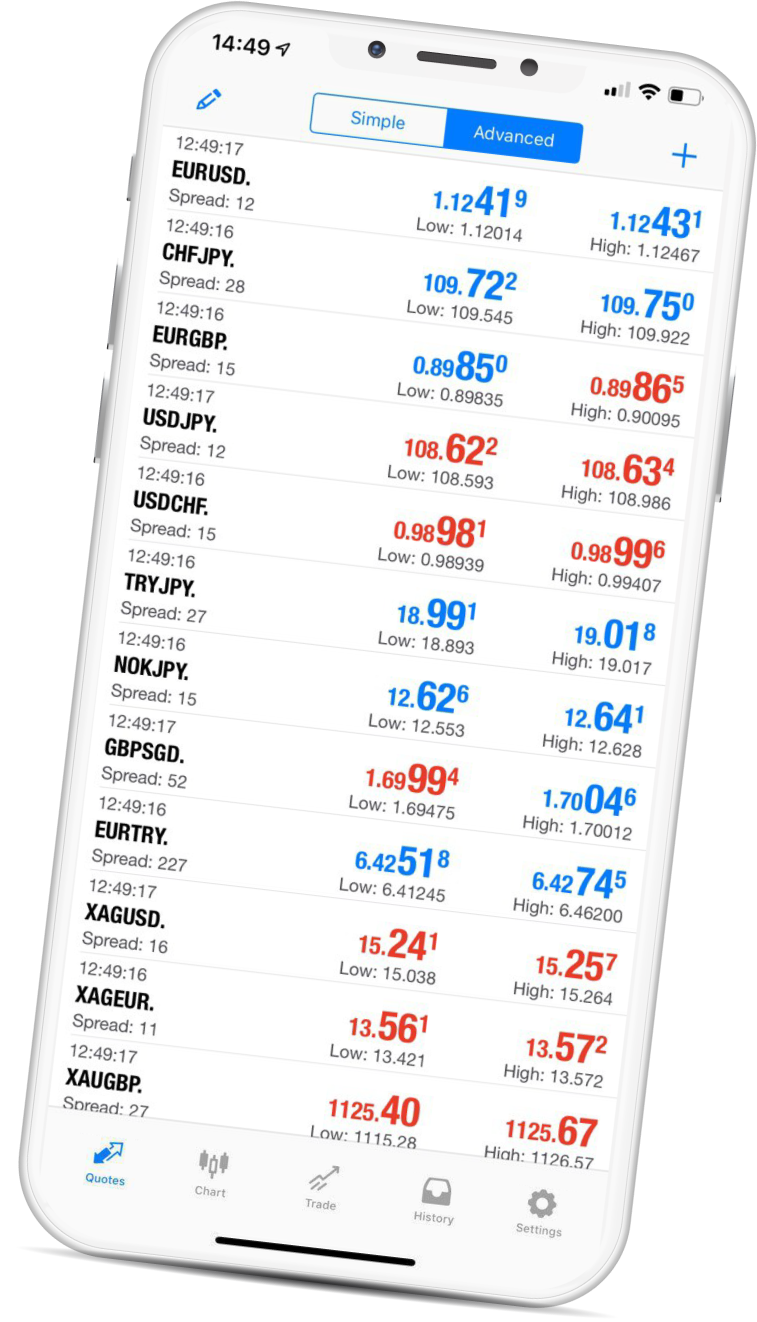 14:49
Simple Advanced
12:49:17
EURUSD. 1.12419 1.12431
Spread: 12 Low: 1.12014 High: 1.12467
12:49:16
CHFJPY. 109.722 109.750
Spread: 28 Low: 109.545 High: 109.922
12:49:16
EURGBP. 0.89850 0.89865
Spread: 15 Low: 0.89835 High: 0.90095
12:49:17
USDJPY. 108.622 108.634
Spread: 12 Low: 108.593 High: 108.986
12:49:16
USDCHF. 0.98981 0.98996
Spread: 15 Low: 0.98939 High: 0.99407
12:49:16
TRYJPY. 18.991 19.018
Spread: 27 Low: 18.893 High: 19.017
12:49:16
NOKJPY. 12.626 12.641
Spread: 15 Low: 12.553 High: 12.628
12:49:17
GBPSGD. 1.69994 1.70046
Spread: 52 Low: 1.69475 High: 1.70012
12:49:16
EURTRY. 6.42518 6.42745
Spread: 227 Low: 6.41245 High: 6.46200
12:49:17
XAGUSD. 15.241 15.257
Spread: 16 Low: 15.038 High: 15.264
12:49:16
XAGEUR. 13.561 13.572
Spread: 11 Low: 13.421 High: 13.572
12:49:17
XAUGBP. 1125.40 1125.67
Spread: 27 Low: 1115.28 High: 1126.57
Quotes Chart Trade History Settings